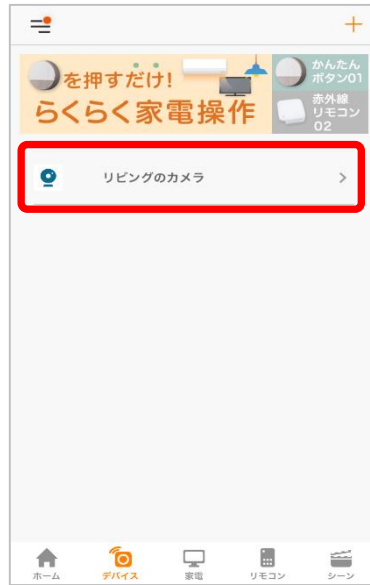 を押すだけ!
らくらく家電操作
かんたん
ボタン01
赤外線
リモコン
02
リビングのカメラ
ホーム
デバイス
家電
リモコン
シーン